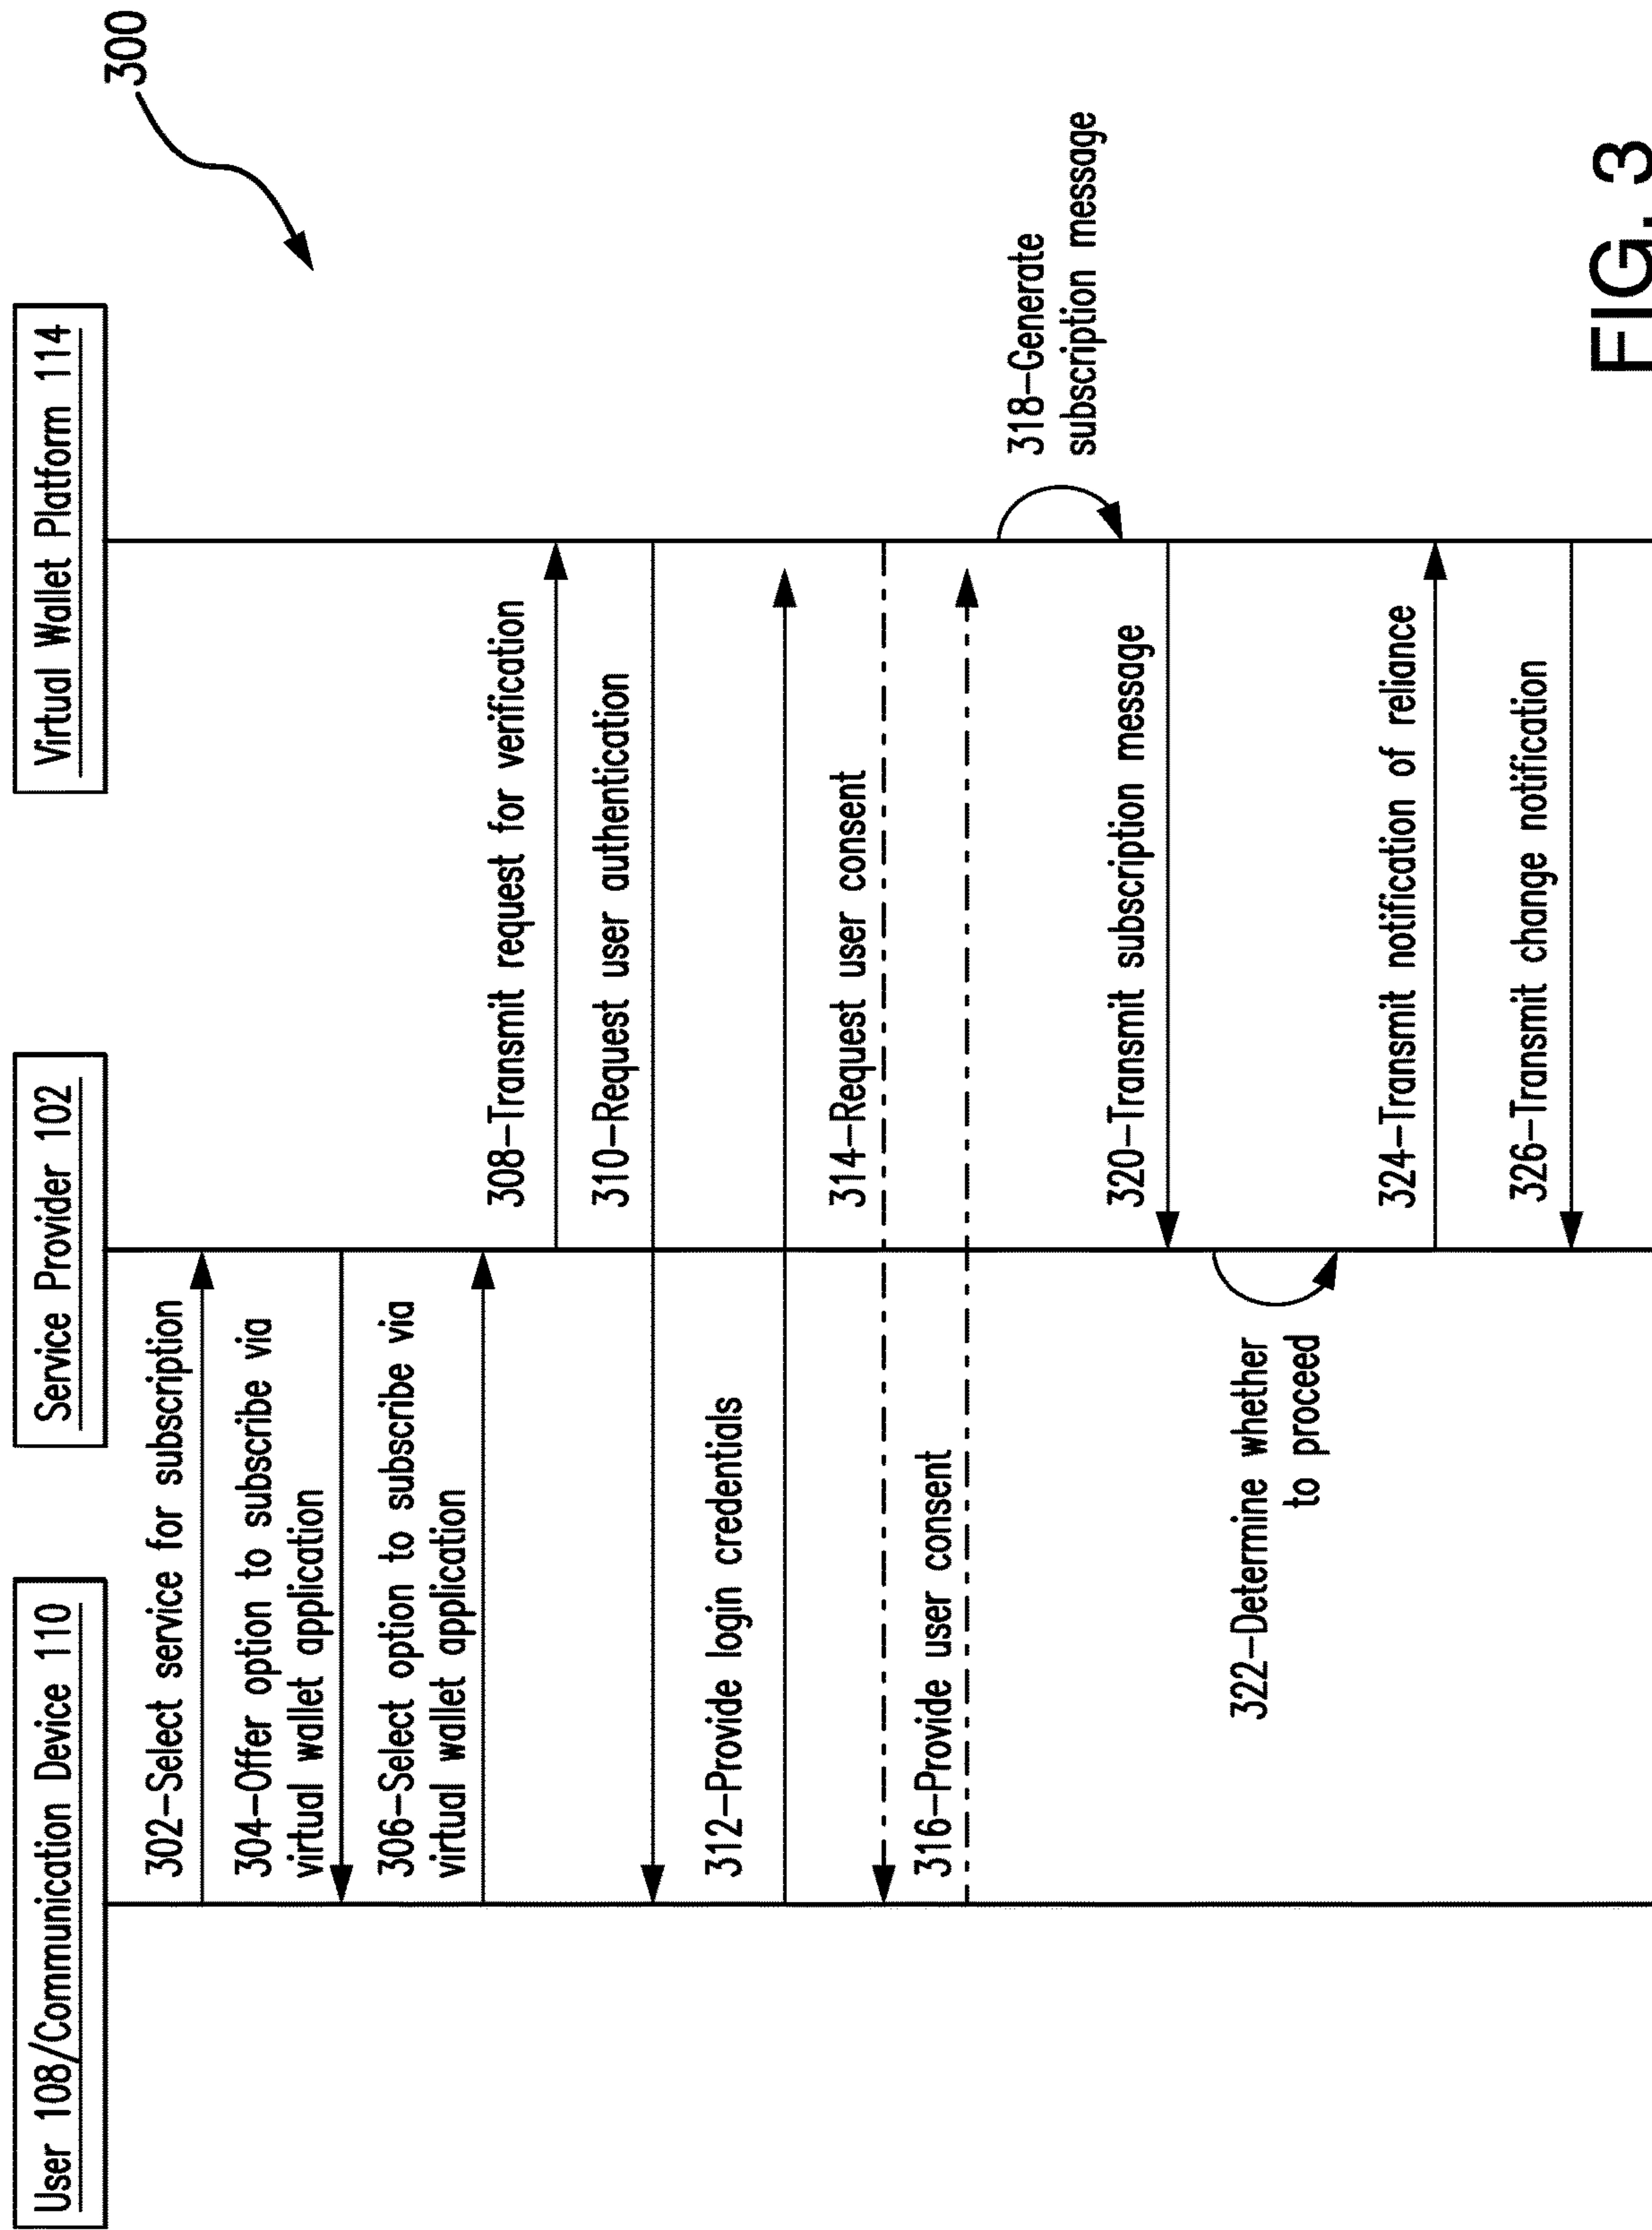 300
User 108/Communication Device 110
Service Provider 102
Virtual Wallet Platform 114
302–Select service for subscription
304–Offer option to subscribe via
virtual wallet application
306–Select option to subscribe via
virtual wallet application
308–Transmit request for verification
310–Request user authentication
312–Provide login credentials
314–Request user consent
316–Provide user consent
318–Generate
subscription message
320–Transmit subscription message
322–Determine whether
to proceed
324–Transmit notification of reliance
326–Transmit change notification
FIG. 3